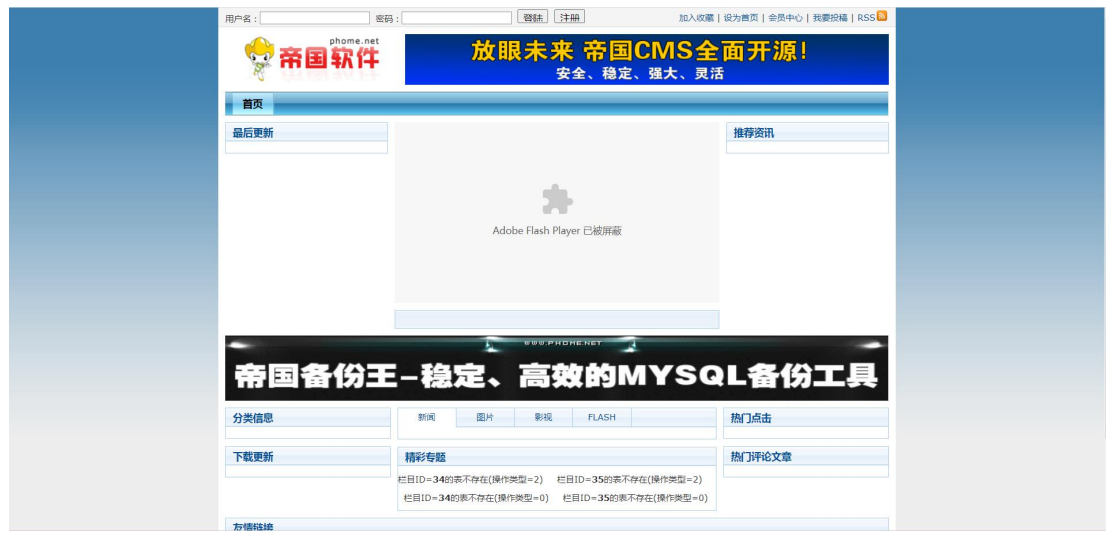 用户名： 密码： 登陆 注册 加入收藏 | 设为首页 | 会员中心 | 我要投稿 | RSS
phome.net
帝国软件
放眼未来 帝国CMS全面开源！
安全、稳定、强大、灵活
首页
最后更新
推荐资讯
Adobe Flash Player 已被屏蔽
WWW.PHOME.NET
帝国备份王-稳定、高效的MYSQL备份工具
分类信息
新闻 图片 影视 FLASH
热门点击
下载更新
精彩专题
热门评论文章
栏目ID=34的表不存在(操作类型=2) 栏目ID=35的表不存在(操作类型=2)
栏目ID=34的表不存在(操作类型=0) 栏目ID=35的表不存在(操作类型=0)
友情链接